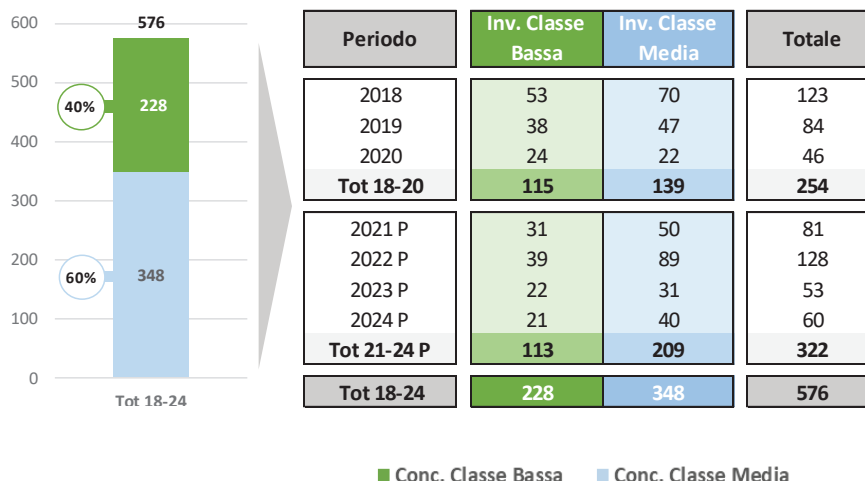 600
500
400
300
200
100
0
576
40%
228
60%
348
Tot 18-24
Periodo Inv. Classe Bassa Inv. Classe Media Totale
2018 53 70 123
2019 38 47 84
2020 24 22 46
Tot 18-20 115 139 254
2021 P 31 50 81
2022 P 39 89 128
2023 P 22 31 53
2024 P 21 40 60
Tot 21-24 P 113 209 322
Tot 18-24 228 348 576
Conc. Classe Bassa Conc. Classe Media